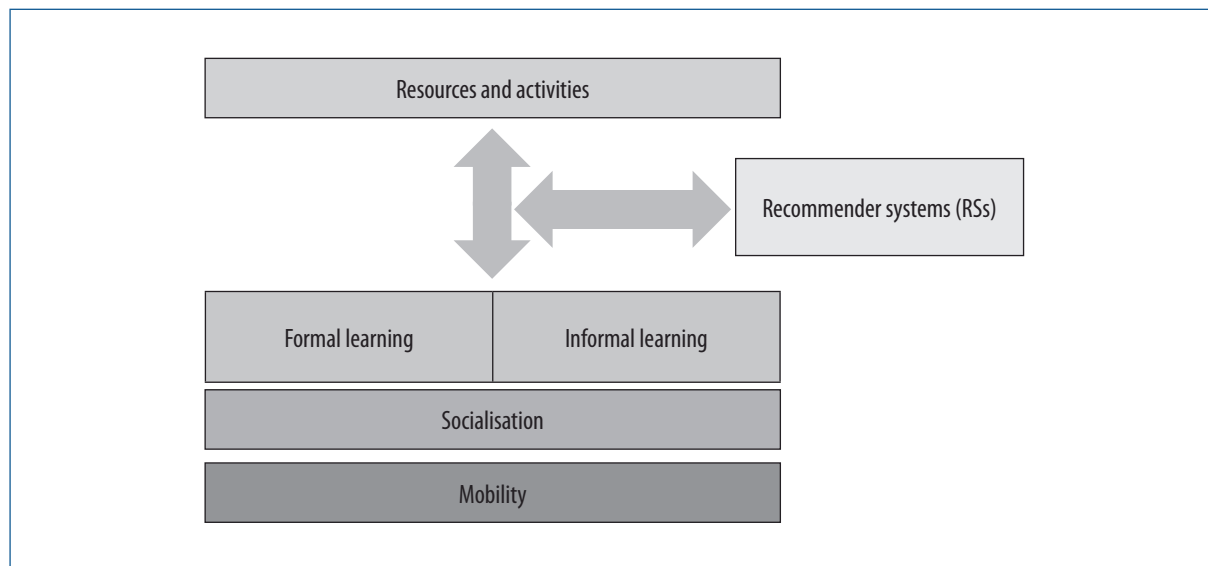 Resources and activities
Recommender systems (RSs)
Formal learning
Informal learning
Socialisation
Mobility